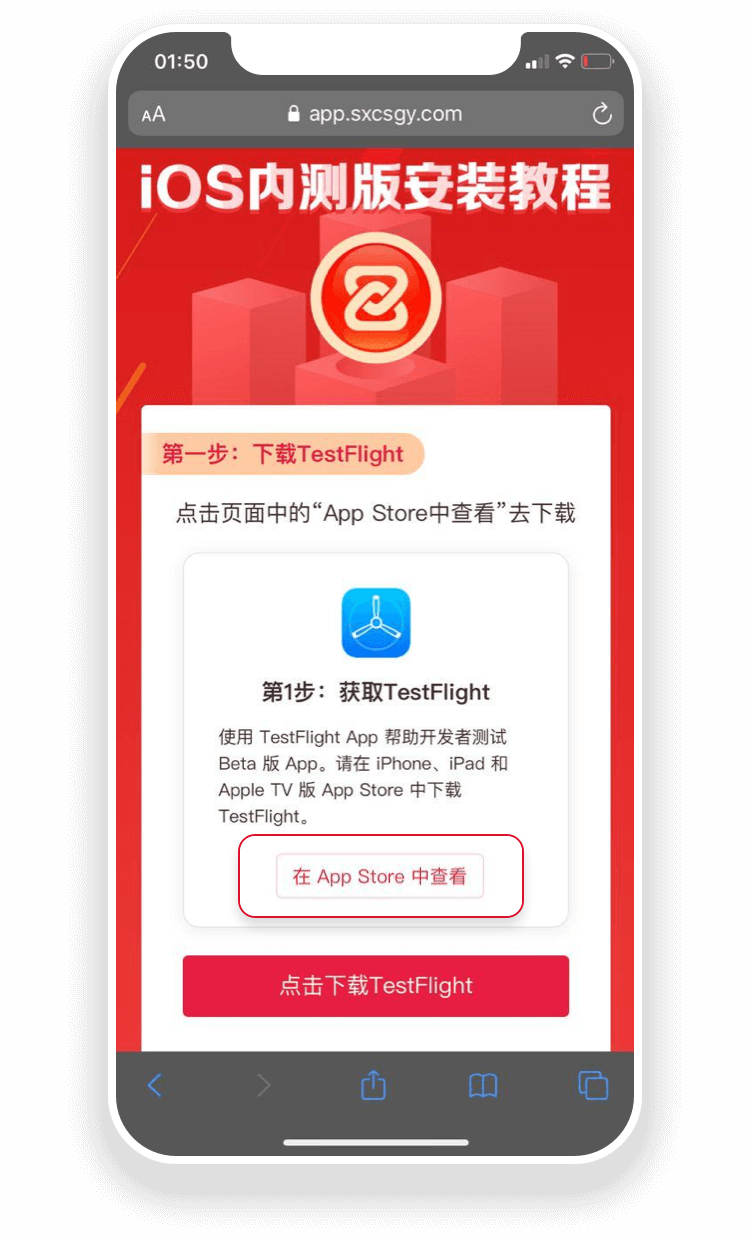 01:50
AA
app.sxcsgy.com
iOS内测版安装教程
第一步：下载TestFlight
点击页面中的“App Store中查看”去下载
第1步：获取TestFlight
使用 TestFlight App 帮助开发者测试
Beta 版 App。请在 iPhone、iPad 和
Apple TV 版 App Store 中下载
TestFlight。
在 App Store 中查看
点击下载TestFlight